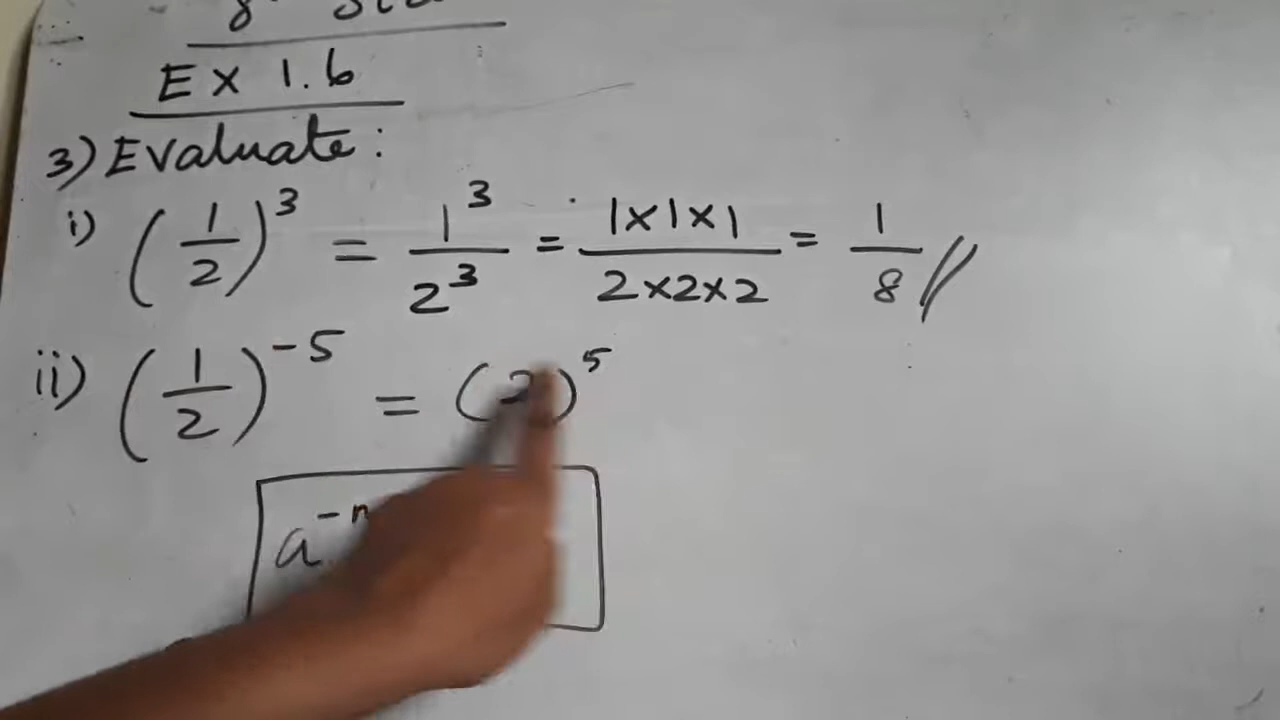 Ex 1.6
3) Evaluate:
i) (1/2)^3 = 1^3/2^3 = 1×1×1/2×2×2 = 1/8 //
ii) (1/2)^-5 = (2)^5
a^-n